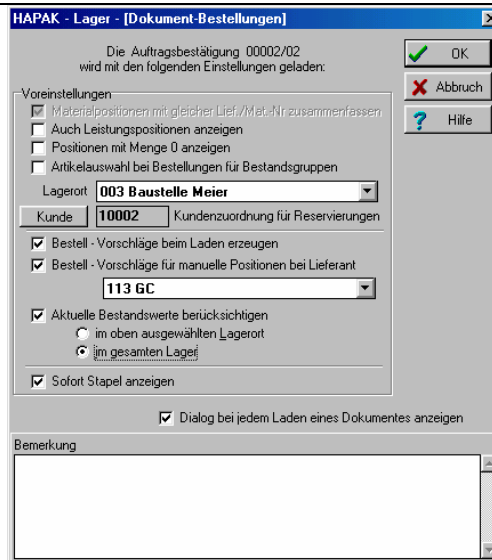 HAPAK - Lager - [Dokument-Bestellungen]
Die Auftragsbestätigung 00002/02
wird mit den folgenden Einstellungen geladen:
OK
Abbruch
Hilfe
Voreinstellungen
Materialpositionen mit gleicher Lief./Mat.-Nr zusammenfassen
Auch Leistungspositionen anzeigen
Positionen mit Menge 0 anzeigen
Artikelauswahl bei Bestellungen für Bestandsgruppen
Lagerort 003 Baustelle Meier
Kunde 10002 Kundenzuordnung für Reservierungen
Bestell - Vorschläge beim Laden erzeugen
Bestell - Vorschläge für manuelle Positionen bei Lieferant
113 GC
Aktuelle Bestandswerte berücksichtigen
im oben ausgewählten Lagerort
im gesamten Lager
Sofort Stapel anzeigen
Dialog bei jedem Laden eines Dokumentes anzeigen
Bemerkung